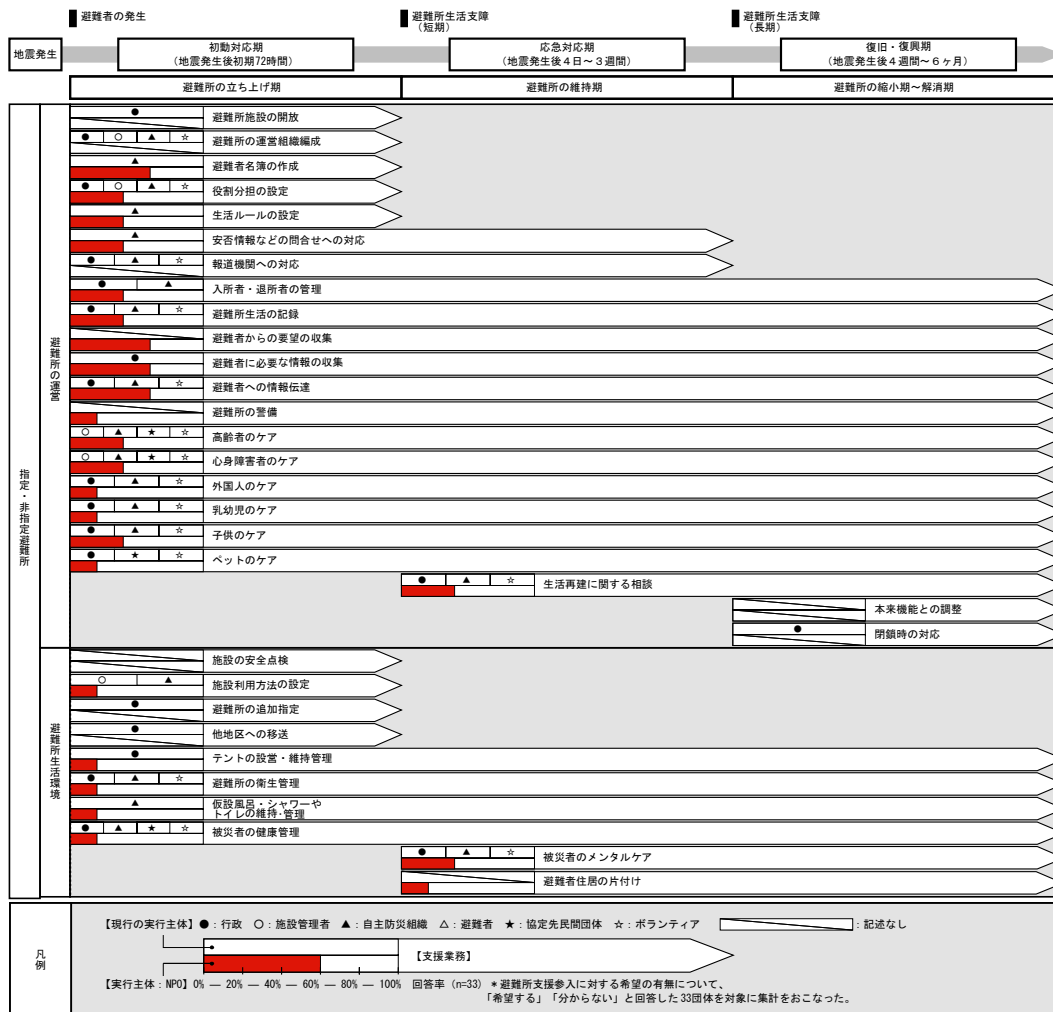 避難者の発生
避難所生活支障
（短期）
避難所生活支障
（長期）
地震発生
初動対応期
（地震発生後初期72時間）
応急対応期
（地震発生後４日～３週間）
復旧・復興期
（地震発生後４週間～６ヶ月）
避難所の立ち上げ期
避難所の維持期
避難所の縮小期～解消期
指定・非指定避難所
避難所の運営
●
避難所施設の開放
● ○ ▲ ☆
避難所の運営組織編成
▲
避難者名簿の作成
● ○ ▲ ☆
役割分担の設定
▲
生活ルールの設定
▲
安否情報などの問合せへの対応
● ▲ ☆
報道機関への対応
● ▲
入所者・退所者の管理
● ▲ ☆
避難所生活の記録
避難者からの要望の収集
●
避難者に必要な情報の収集
● ▲ ☆
避難者への情報伝達
避難所の警備
○ ▲ ★ ☆
高齢者のケア
○ ▲ ★ ☆
心身障害者のケア
● ▲ ☆
外国人のケア
● ▲ ☆
乳幼児のケア
● ▲ ☆
子供のケア
● ★ ☆
ペットのケア
● ▲ ☆
生活再建に関する相談
本来機能との調整
●
閉鎖時の対応
避難所生活環境
施設の安全点検
○ ▲
施設利用方法の設定
●
避難所の追加指定
●
他地区への移送
●
テントの設営・維持管理
● ▲ ☆
避難所の衛生管理
▲
仮設風呂・シャワーや
トイレの維持・管理
● ▲ ★ ☆
被災者の健康管理
● ▲ ☆
被災者のメンタルケア
避難者住居の片付け
凡例
【現行の実行主体】●：行政 ○：施設管理者 ▲：自主防災組織 △：避難者 ★：協定先民間団体 ☆：ボランティア ：記述なし
【支援業務】
【実行主体：NPO】0% — 20% — 40% — 60% — 80% — 100% 回答率（n=33）＊避難所支援参入に対する希望の有無について、
「希望する」「分からない」と回答した33団体を対象に集計をおこなった。